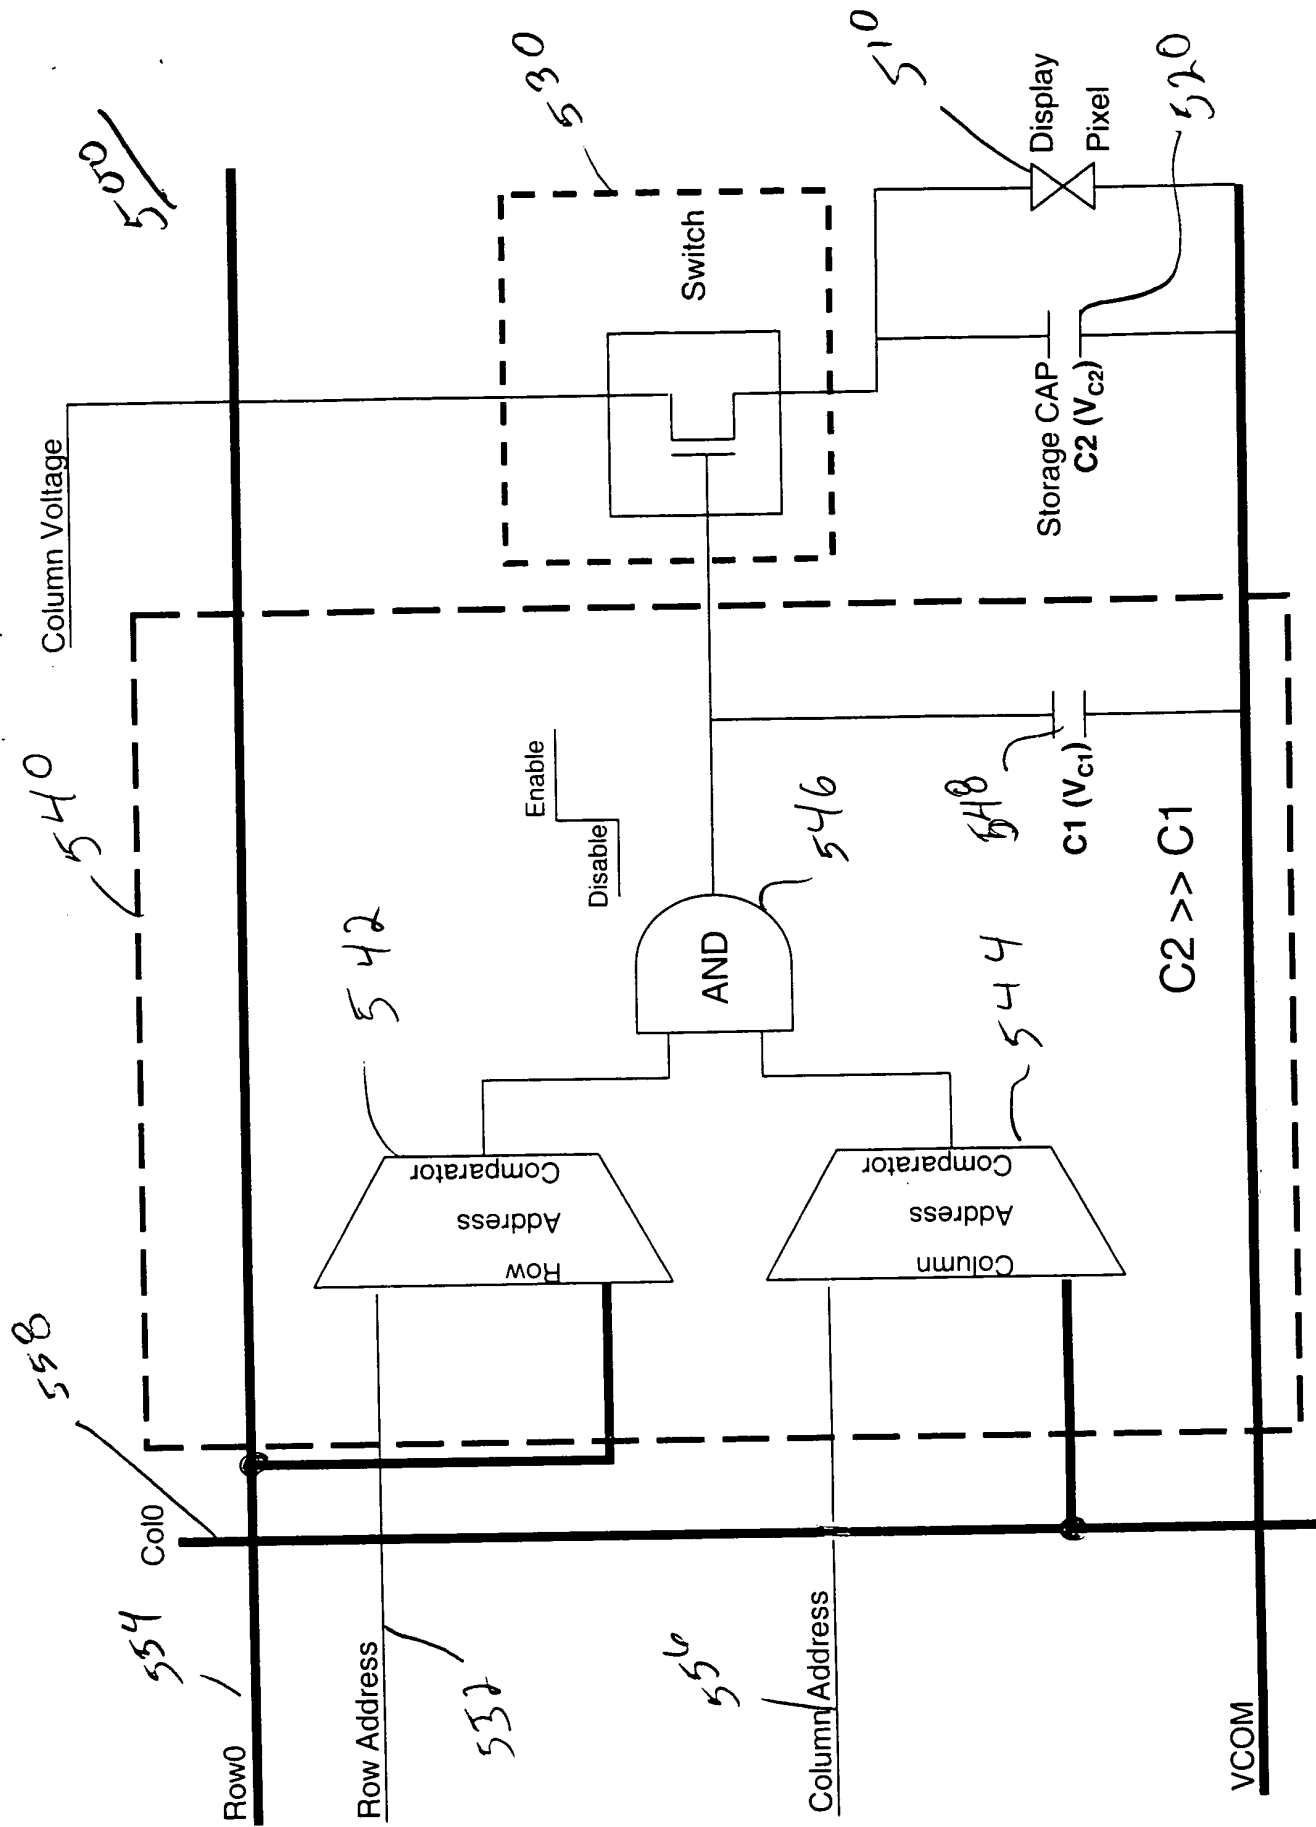 500
Column Voltage
540
530
558
Col0
554
Row0
Switch
Enable
Disable
542
Row
Address
Comparator
Row Address
532
AND
546
510
Display
Pixel
Storage CAP
C2 (VC2)
520
548
C1 (VC1)
C2 >> C1
Column
Address
Comparator
544
556
Column Address
VCOM